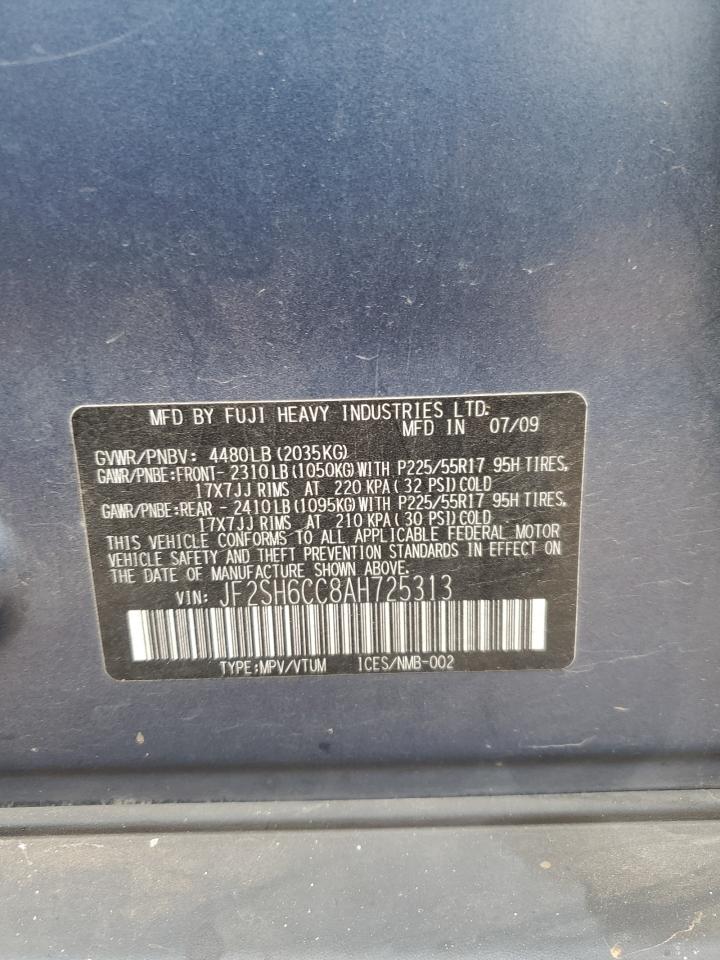 MFD BY FUJI HEAVY INDUSTRIES LTD.
MFD IN 07/09
GVWR/PNBV: 4480LB (2035KG)
GAWR/PNBE:FRONT- 2310LB (1050KG) WITH P225/55R17 95H TIRES,
17X7JJ RIMS AT 220 KPA (32 PSI) COLD
GAWR/PNBE:REAR - 2410LB (1095KG) WITH P225/55R17 95H TIRES,
17X7JJ RIMS AT 210 KPA (30 PSI) COLD
THIS VEHICLE CONFORMS TO ALL APPLICABLE FEDERAL MOTOR
VEHICLE SAFETY AND THEFT PREVENTION STANDARDS IN EFFECT ON
THE DATE OF MANUFACTURE SHOWN ABOVE.
VIN: JF2SH6CC8AH725313
TYPE:MPV/VTUM ICES/NMB-002